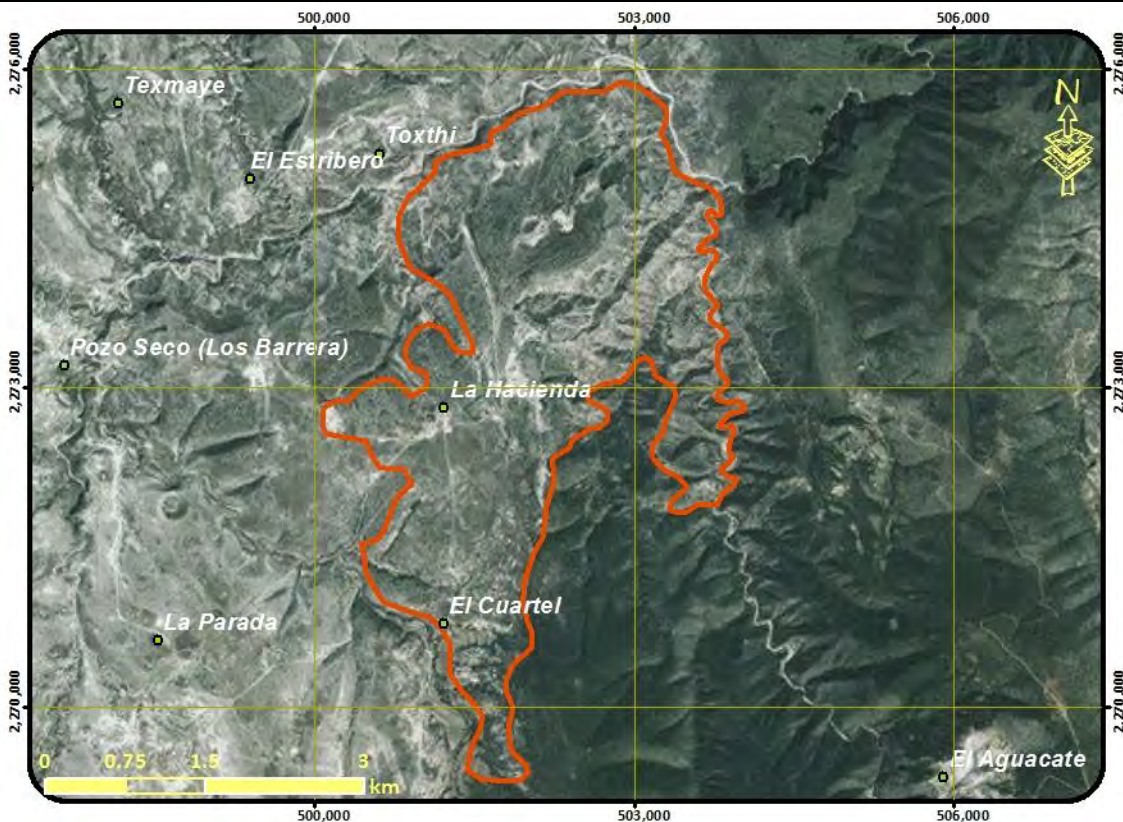 500,000 503,000 506,000
2,276,000 2,276,000
N
Texmaye
Toxthi
El Estribero
2,273,000 2,273,000
Pozo Seco (Los Barrera)
La Hacienda
El Cuartel
La Parada
2,270,000 2,270,000
El Aguacate
0 0.75 1.5 3
km
500,000 503,000 506,000